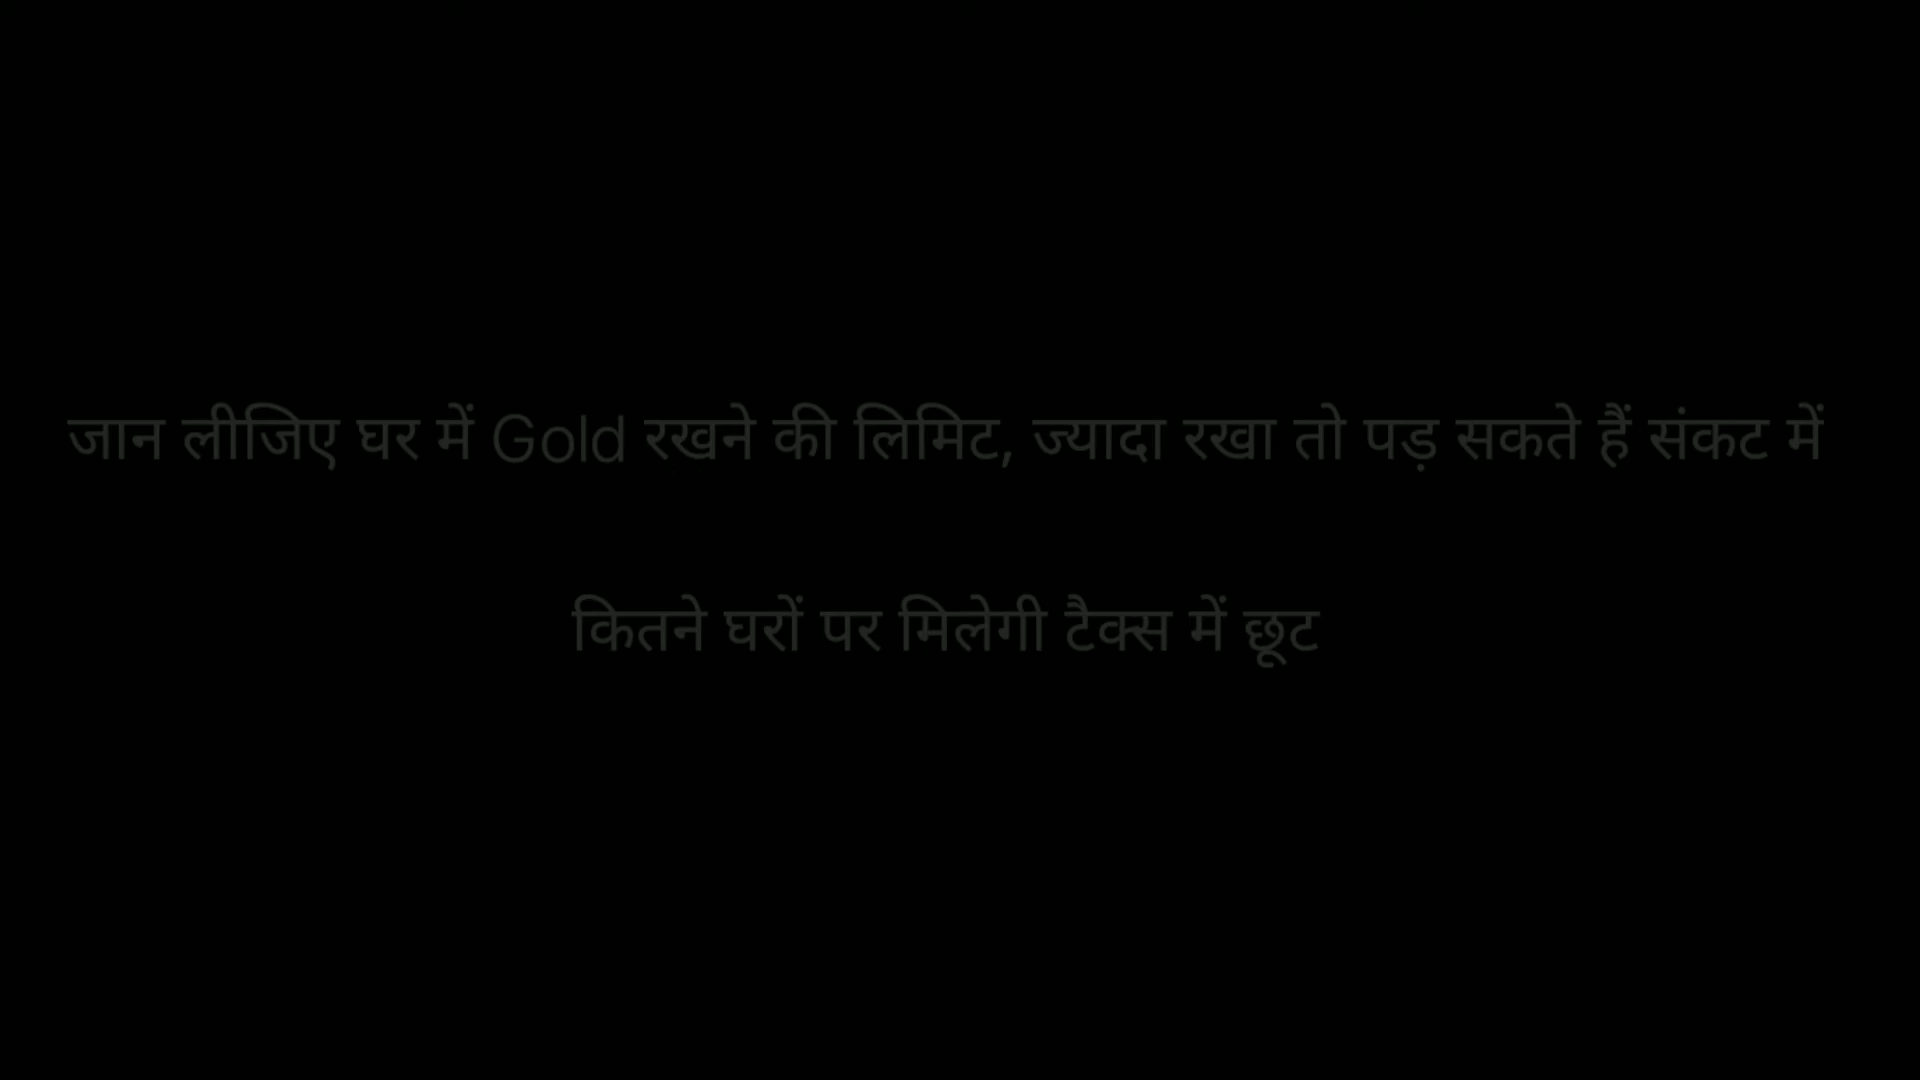 जान लीजिए घर में Gold रखने की लिमिट, ज्यादा रखा तो पड़ सकते हैं संकट में
कितने घरों पर मिलेगी टैक्स में छूट